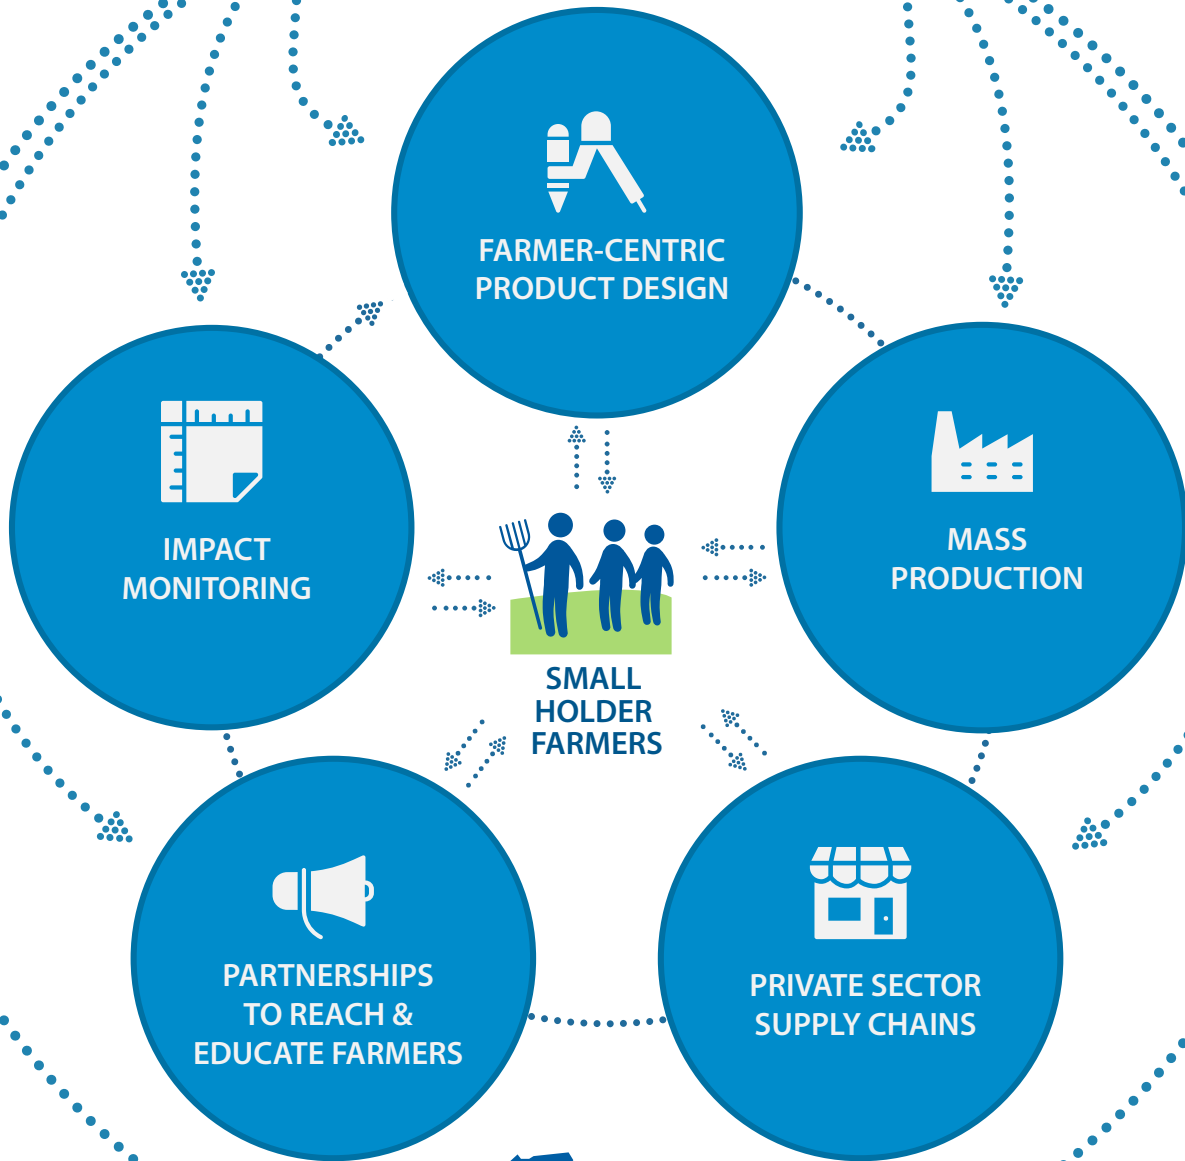 FARMER-CENTRIC
PRODUCT DESIGN
IMPACT
MONITORING
MASS
PRODUCTION
SMALL
HOLDER
FARMERS
PARTNERSHIPS
TO REACH &
EDUCATE FARMERS
PRIVATE SECTOR
SUPPLY CHAINS